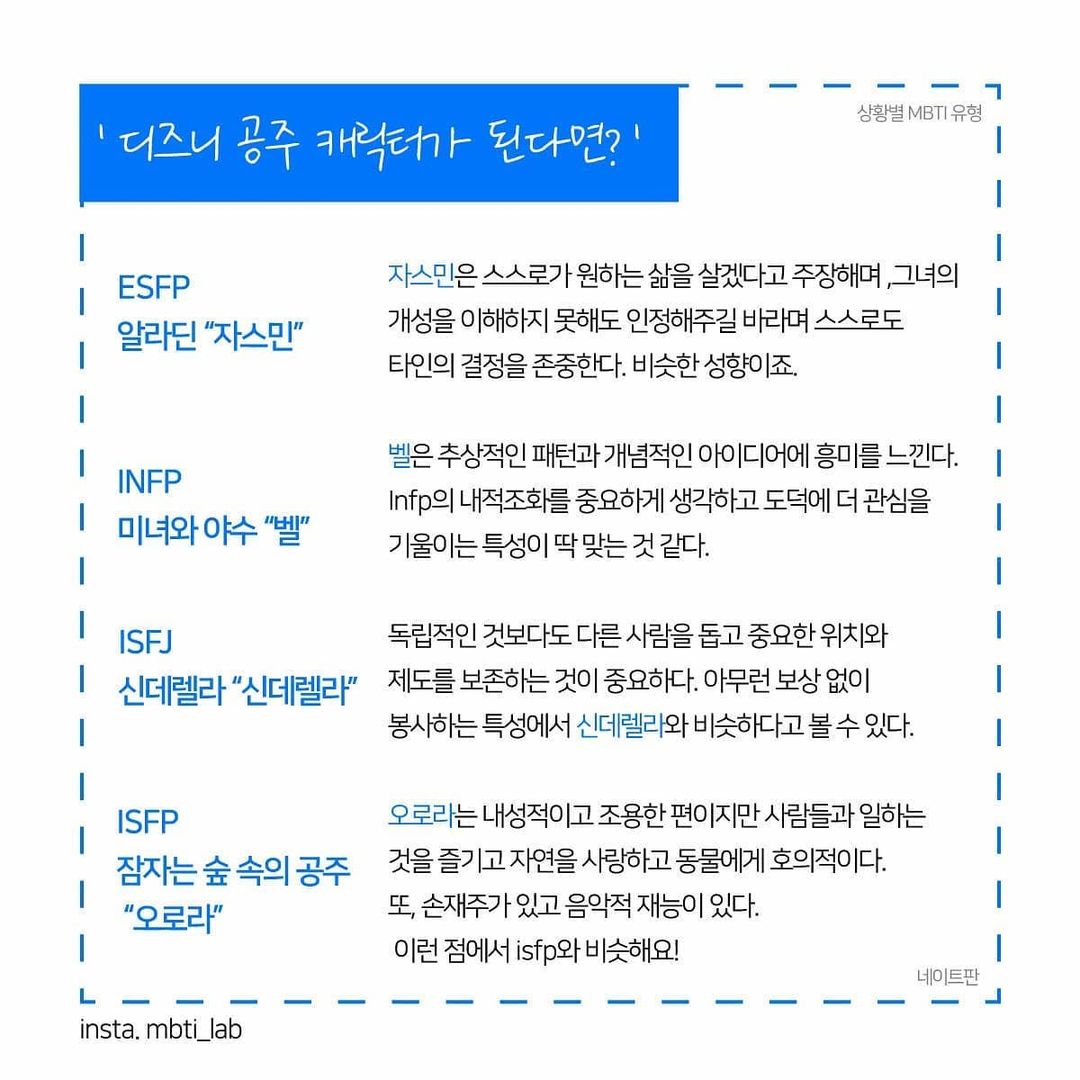 ' 디즈니 공주 캐릭터가 된다면? '
상황별 MBTI 유형
ESFP
알라딘 “자스민”
자스민은 스스로가 원하는 삶을 살겠다고 주장해며 ,그녀의
개성을 이해하지 못해도 인정해주길 바라며 스스로도
타인의 결정을 존중한다. 비슷한 성향이죠.
INFP
미녀와 야수 “벨”
벨은 추상적인 패턴과 개념적인 아이디어에 흥미를 느낀다.
Infp의 내적조화를 중요하게 생각하고 도덕에 더 관심을
기울이는 특성이 딱 맞는 것 같다.
ISFJ
신데렐라 “신데렐라”
독립적인 것보다도 다른 사람을 돕고 중요한 위치와
제도를 보존하는 것이 중요하다. 아무런 보상 없이
봉사하는 특성에서 신데렐라와 비슷하다고 볼 수 있다.
ISFP
잠자는 숲 속의 공주
“오로라”
오로라는 내성적이고 조용한 편이지만 사람들과 일하는
것을 즐기고 자연을 사랑하고 동물에게 호의적이다.
또, 손재주가 있고 음악적 재능이 있다.
이런 점에서 isfp와 비슷해요!
네이트판
insta. mbti_lab